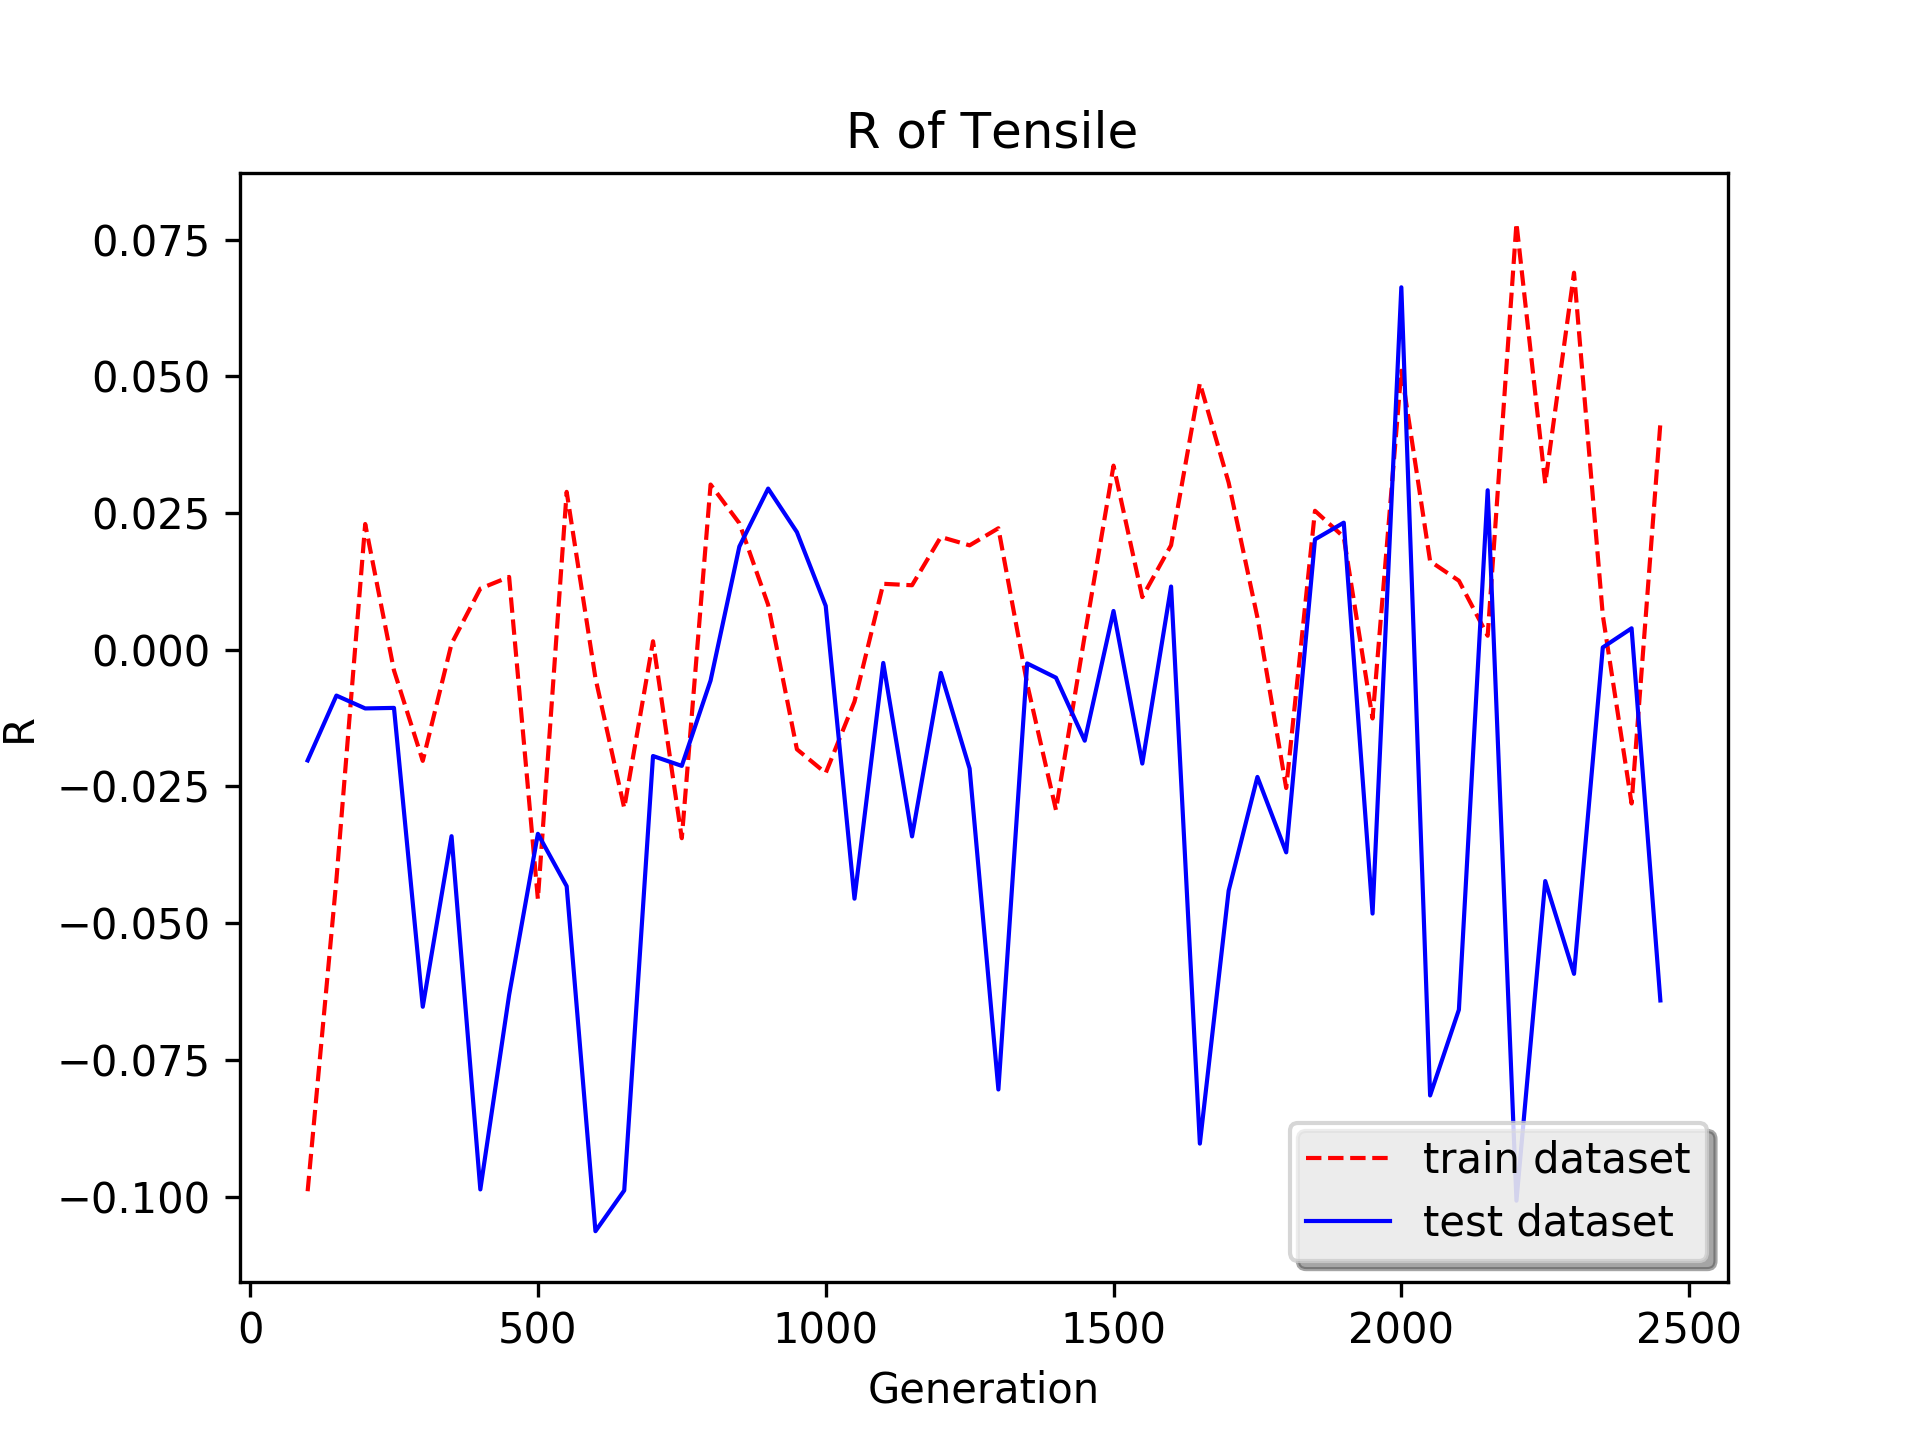 R of Tensile
0.075
0.050
0.025
0.000
−0.025
−0.050
−0.075
−0.100
R
train dataset
test dataset
0 500 1000 1500 2000 2500
Generation